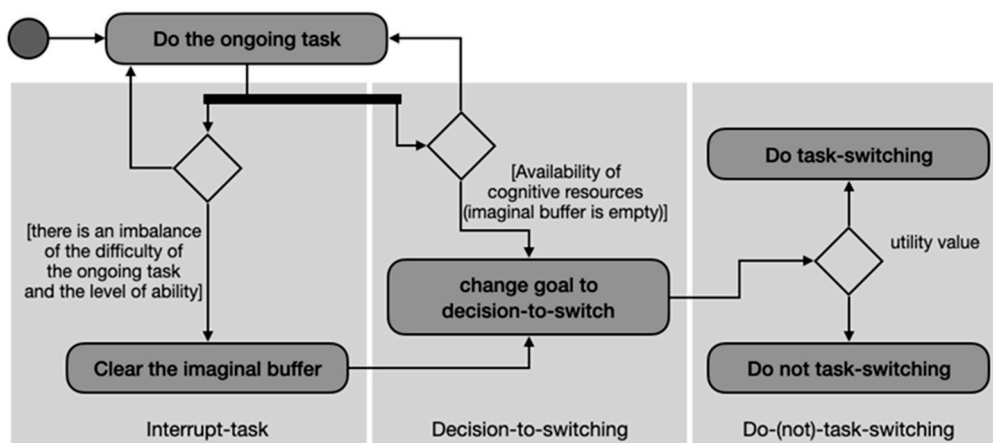 Do the ongoing task
[there is an imbalance
of the difficulty of
the ongoing task
and the level of ability]
Clear the imaginal buffer
Interrupt-task
[Availability of
cognitive resources
(imaginal buffer is empty)]
change goal to
decision-to-switch
Decision-to-switching
Do task-switching
utility value
Do not task-switching
Do-(not)-task-switching